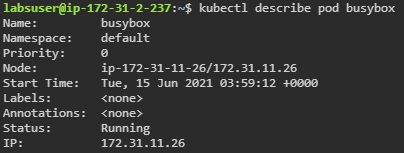 labsuser@ip-172-31-2-237:~$ kubectl describe pod busybox
Name: busybox
Namespace: default
Priority: 0
Node: ip-172-31-11-26/172.31.11.26
Start Time: Tue, 15 Jun 2021 03:59:12 +0000
Labels: <none>
Annotations: <none>
Status: Running
IP: 172.31.11.26